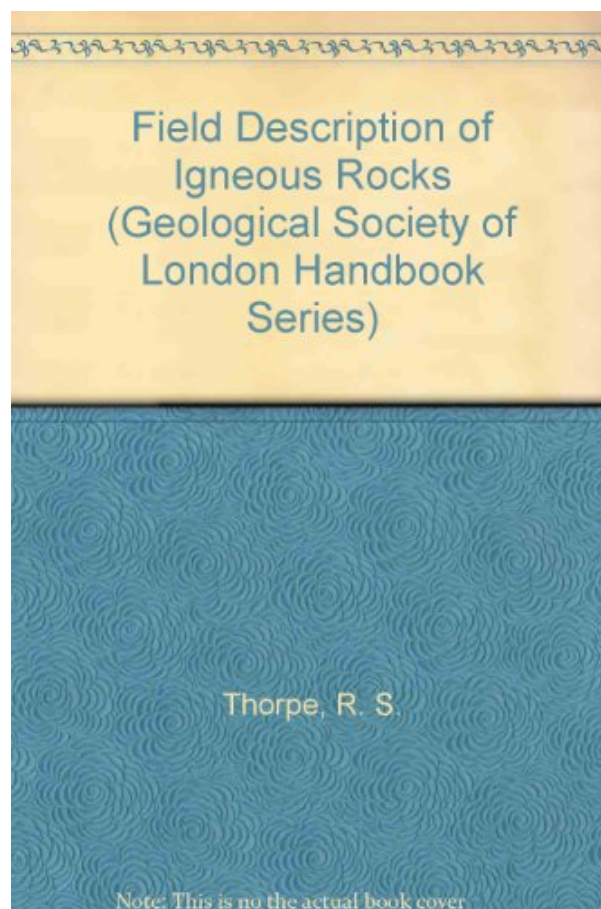 Field Description of
Igneous Rocks
(Geological Society of
London Handbook
Series)
Thorpe, R. S.
Note: This is no the actual book cover